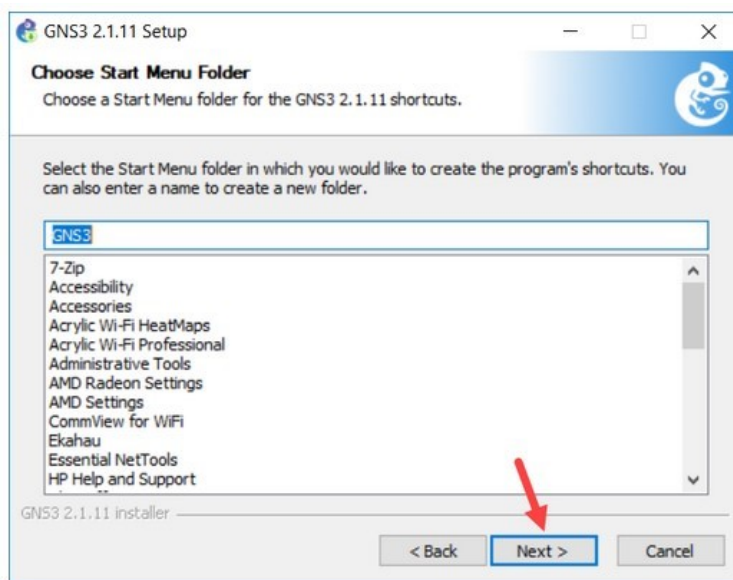 GNS3 2.1.11 Setup
Choose Start Menu Folder
Choose a Start Menu folder for the GNS3 2.1.11 shortcuts.
Select the Start Menu folder in which you would like to create the program's shortcuts. You
can also enter a name to create a new folder.
GNS3
7-Zip
Accessibility
Accessories
Acrylic Wi-Fi HeatMaps
Acrylic Wi-Fi Professional
Administrative Tools
AMD Radeon Settings
AMD Settings
CommView for WiFi
Ekahau
Essential NetTools
HP Help and Support
GNS3 2.1.11 installer
< Back
Next >
Cancel